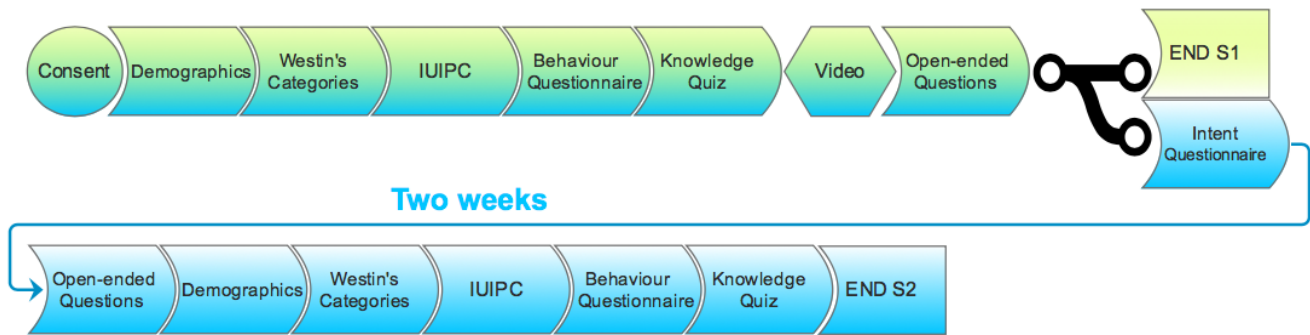 Consent
Demographics
Westin's
Categories
IUIPC
Behaviour
Questionnaire
Knowledge
Quiz
Video
Open-ended
Questions
END S1
Intent
Questionnaire
Two weeks
Open-ended
Questions
Demographics
Westin's
Categories
IUIPC
Behaviour
Questionnaire
Knowledge
Quiz
END S2